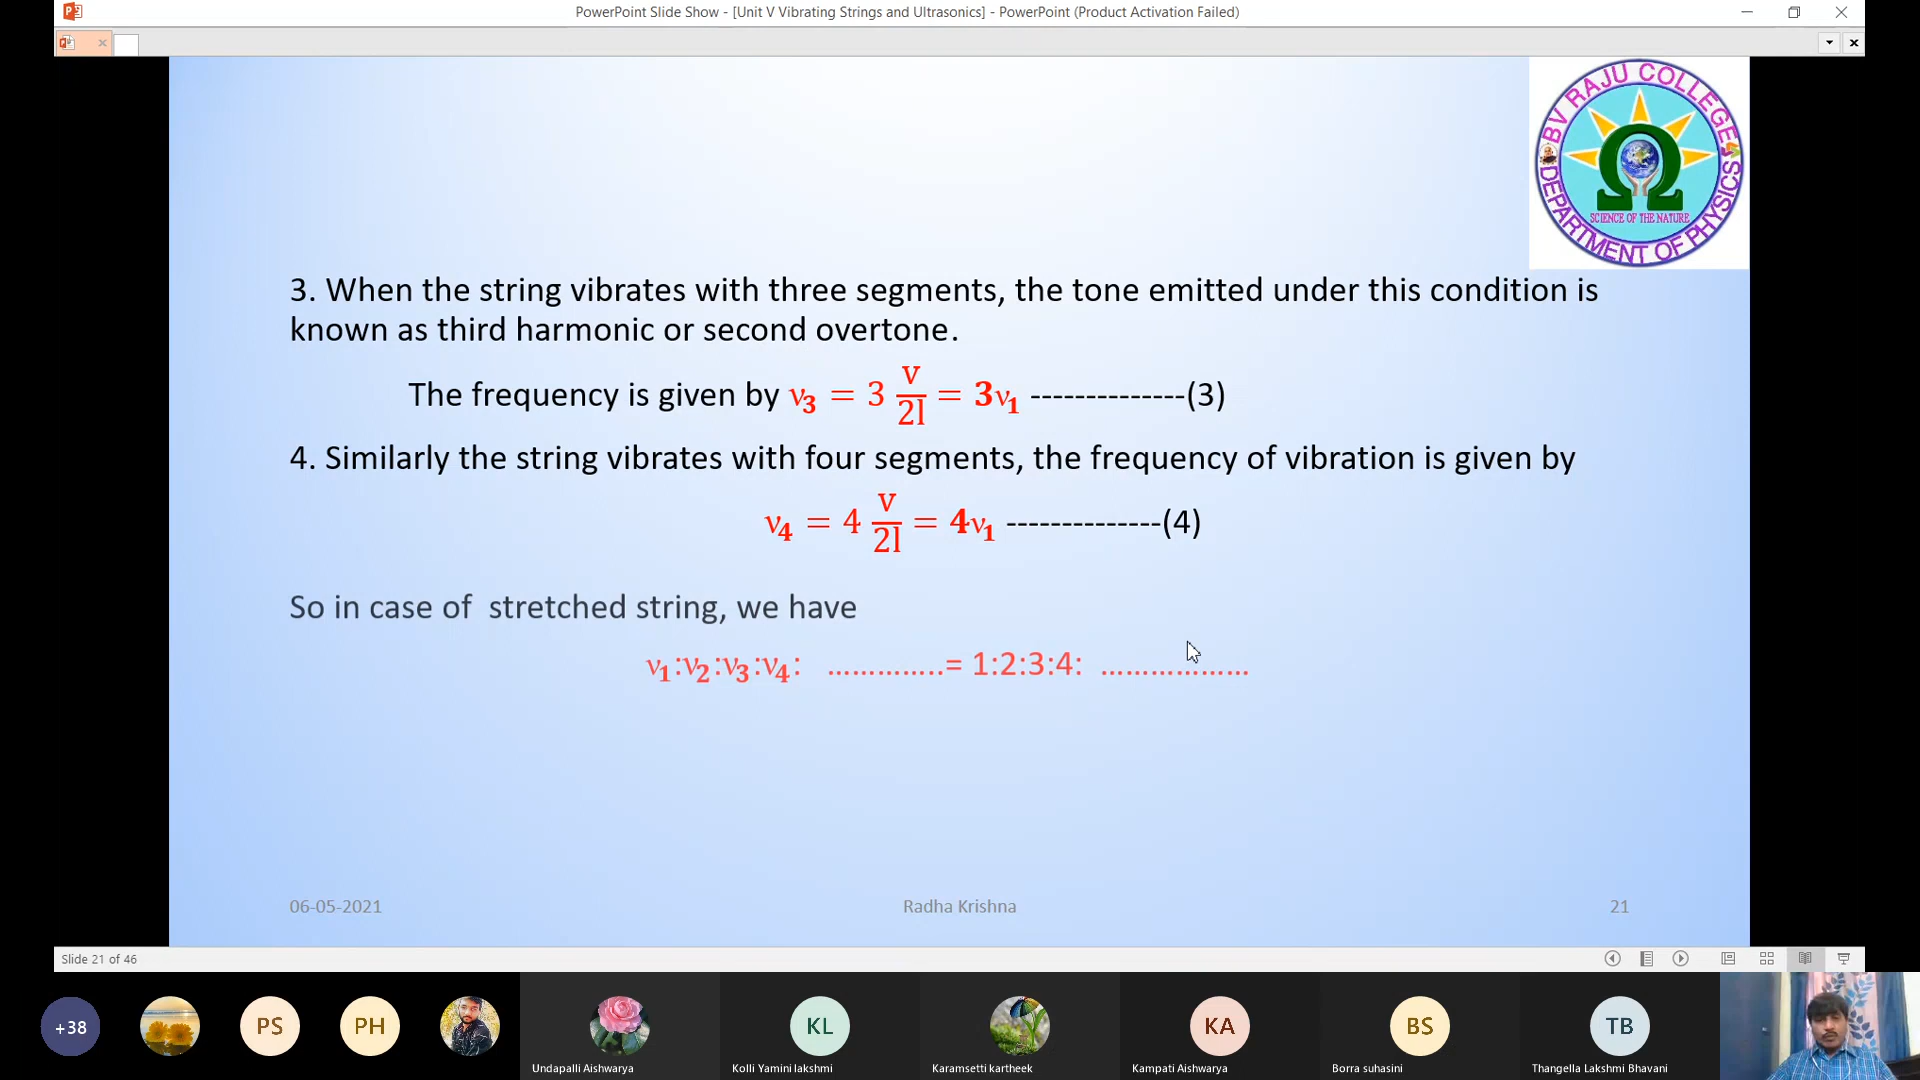 PowerPoint Slide Show - [Unit V Vibrating Strings and Ultrasonics] - PowerPoint (Product Activation Failed)
BV RAJU COLLEGE
SCIENCE OF THE NATURE
DEPARTMENT OF PHYSICS
3. When the string vibrates with three segments, the tone emitted under this condition is
known as third harmonic or second overtone.
The frequency is given by ν₃ = 3 v/2l = 3ν₁ --------------(3)
4. Similarly the string vibrates with four segments, the frequency of vibration is given by
ν₄ = 4 v/2l = 4ν₁ --------------(4)
So in case of  stretched string, we have
ν₁:ν₂:ν₃:ν₄:   …………..= 1:2:3:4:  ………………
06-05-2021
Radha Krishna
21
Slide 21 of 46
+38
PS
PH
KL
KA
BS
TB
Undapalli Aishwarya
Kolli Yamini lakshmi
Karamsetti kartheek
Kampati Aishwarya
Borra suhasini
Thangella Lakshmi Bhavani